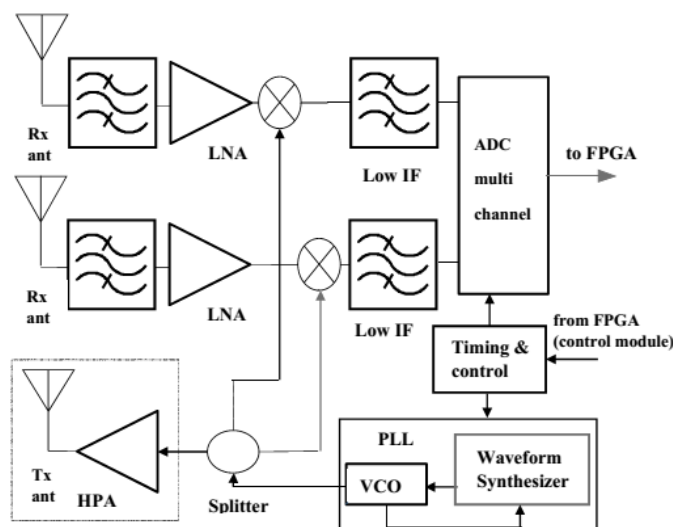 Rx
ant
LNA
Low IF
ADC
multi
channel
to FPGA
Rx
ant
LNA
Low IF
from FPGA
(control module)
Timing &
control
Tx
ant
HPA
Splitter
PLL
VCO
Waveform
Synthesizer